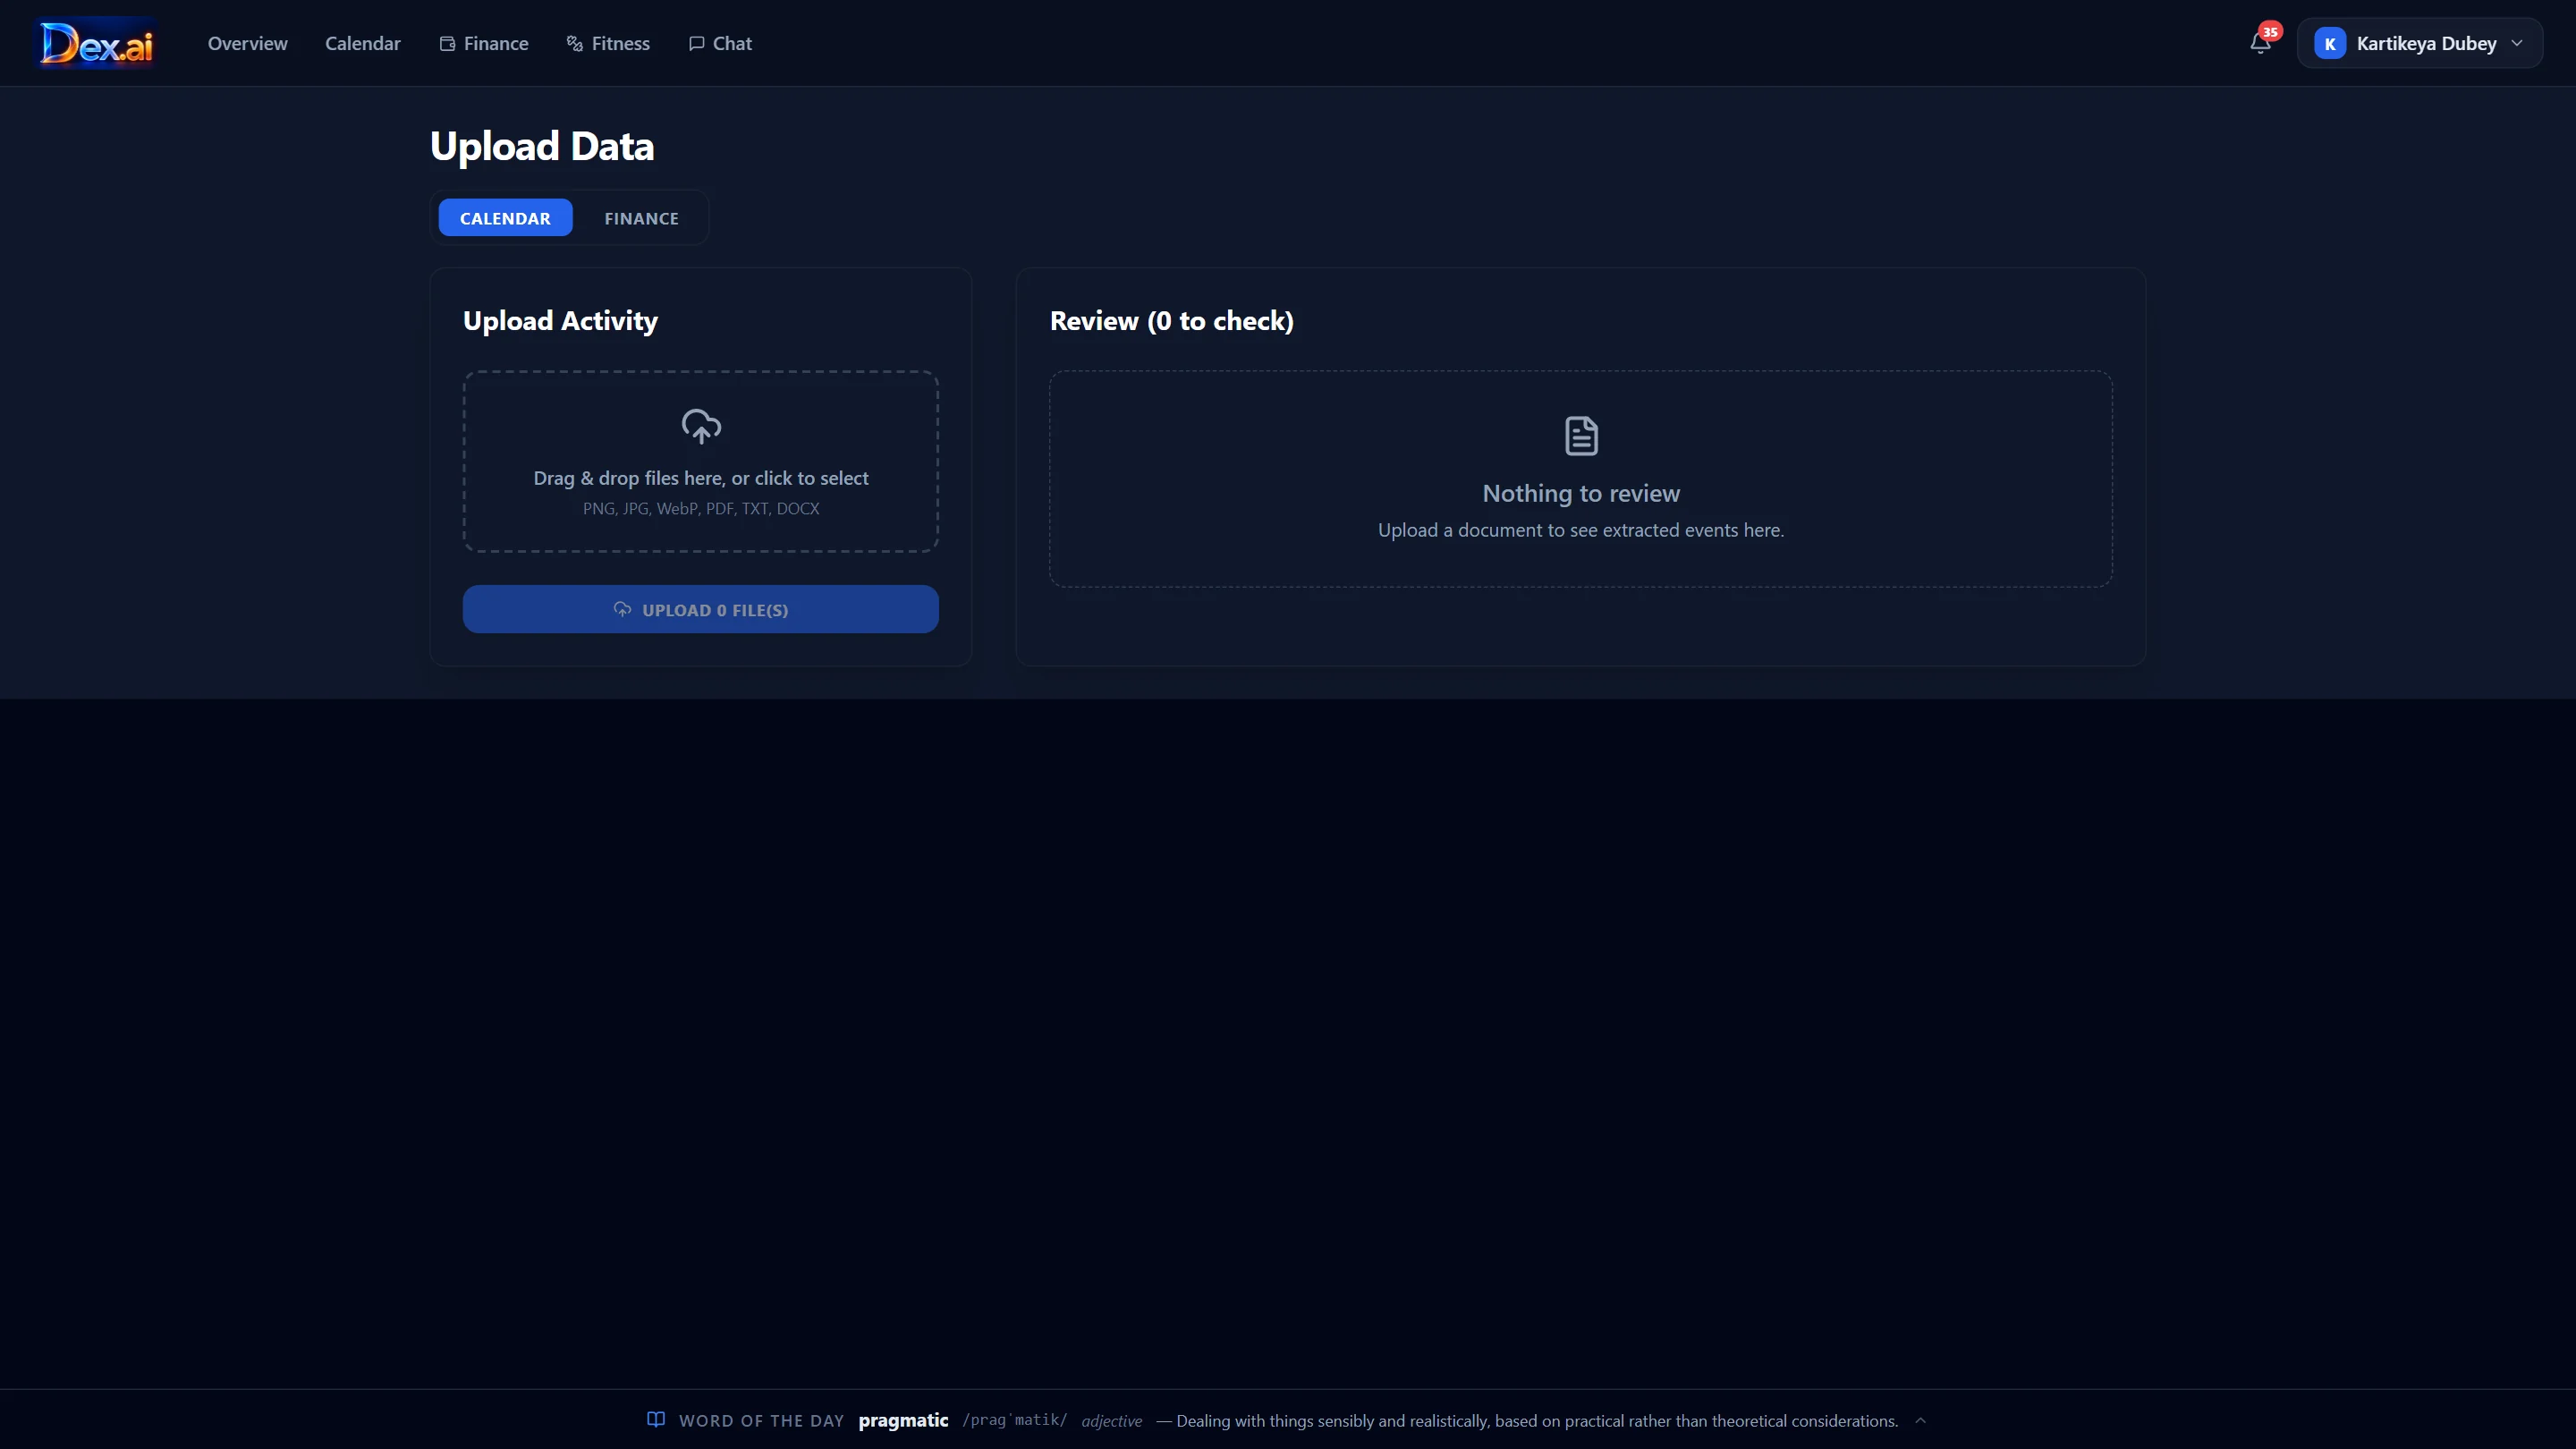 Dex.ai Overview Calendar Finance Fitness Chat 35 K Kartikeya Dubey
Upload Data
CALENDAR FINANCE
Upload Activity
Drag & drop files here, or click to select
PNG, JPG, WebP, PDF, TXT, DOCX
UPLOAD 0 FILE(S)
Review (0 to check)
Nothing to review
Upload a document to see extracted events here.
WORD OF THE DAY pragmatic /praɡˈmatik/ adjective — Dealing with things sensibly and realistically, based on practical rather than theoretical considerations.